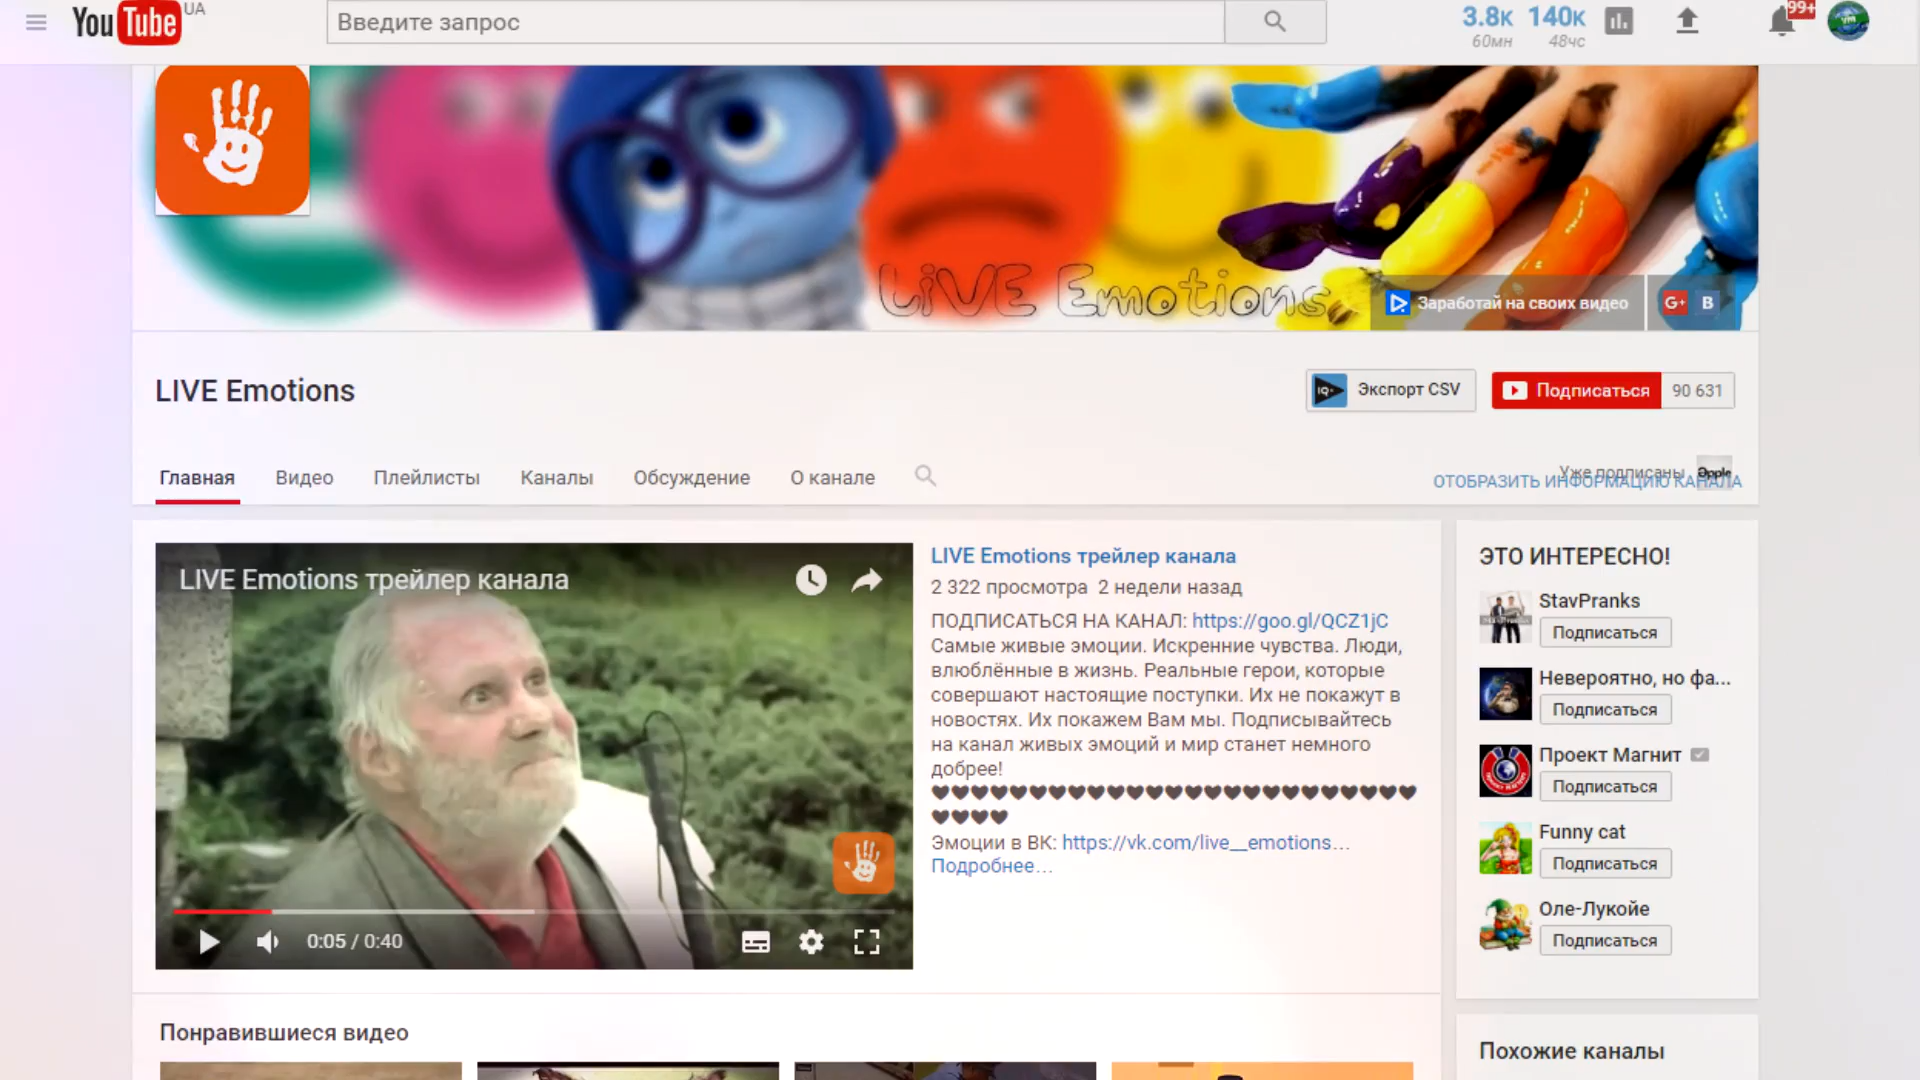 YouTube UA
Введите запрос
3.8к 140к 99+
60мн 48чс
LiVE Emotions
Заработай на своих видео G+ B
LIVE Emotions
IQ+ Экспорт CSV Подписаться 90 631
Главная Видео Плейлисты Каналы Обсуждение О канале
Уже подписаны
ОТОБРАЗИТЬ ИНФОРМАЦИЮ КАНАЛА
LIVE Emotions трейлер канала
0:05 / 0:40
LIVE Emotions трейлер канала
2 322 просмотра 2 недели назад
ПОДПИСАТЬСЯ НА КАНАЛ: https://goo.gl/QCZ1jC
Самые живые эмоции. Искренние чувства. Люди,
влюблённые в жизнь. Реальные герои, которые
совершают настоящие поступки. Их не покажут в
новостях. Их покажем Вам мы. Подписывайтесь
на канал живых эмоций и мир станет немного
добрее!
Эмоции в ВК: https://vk.com/live__emotions...
Подробнее...
ЭТО ИНТЕРЕСНО!
StavPranks
Подписаться
Невероятно, но фа...
Подписаться
Проект Магнит
Подписаться
Funny cat
Подписаться
Оле-Лукойе
Подписаться
Понравившиеся видео
Похожие каналы